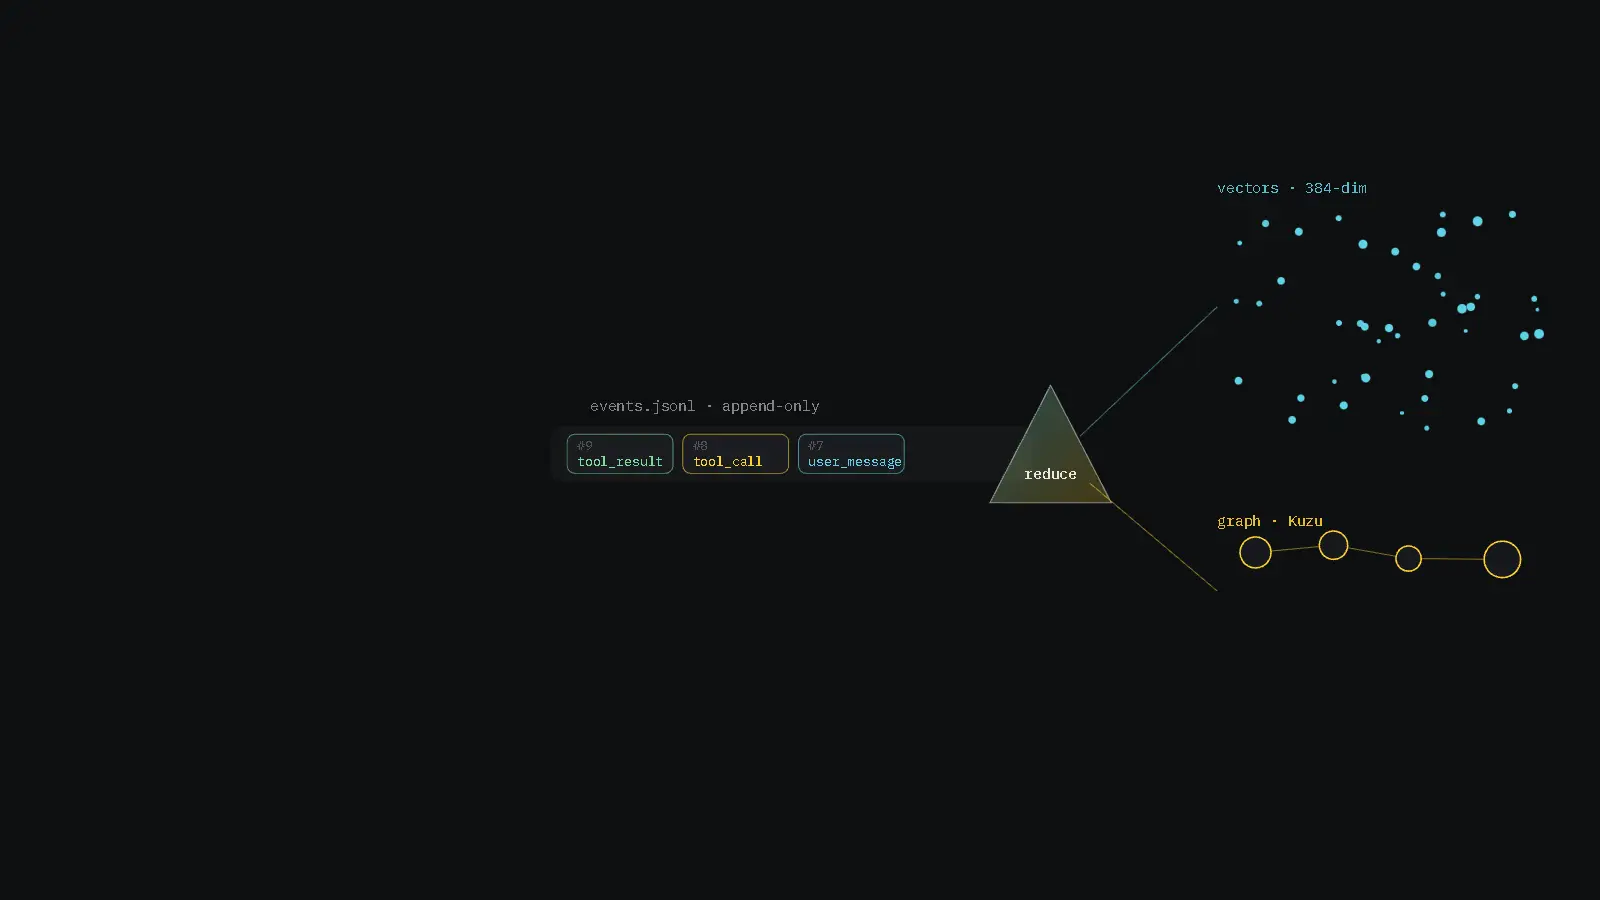 vectors · 384-dim
events.jsonl · append-only
#9
tool_result
#8
tool_call
#7
user_message
reduce
graph · Kuzu